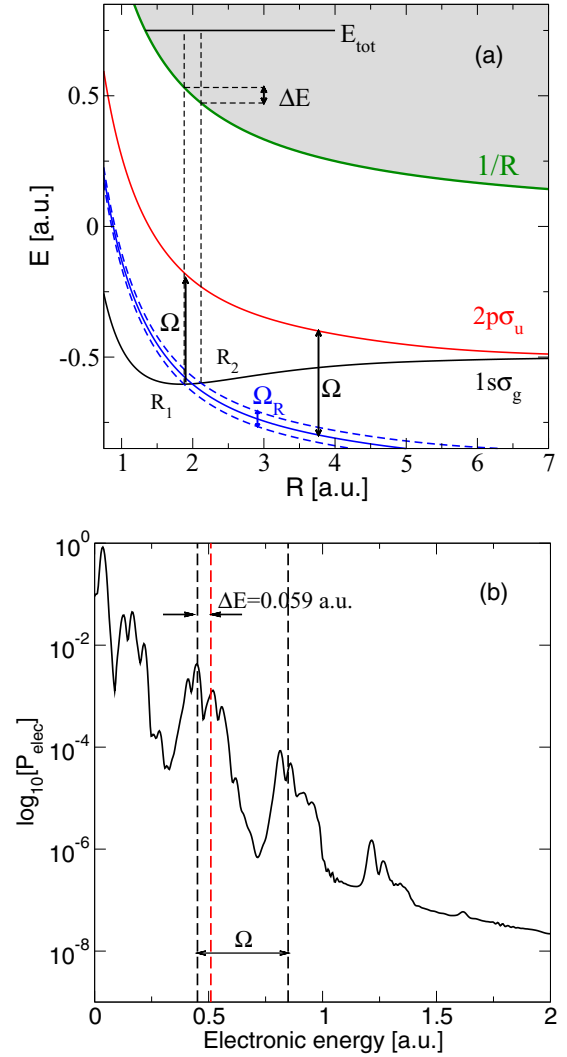 (a)
E_tot
ΔE
0.5
1/R
E [a.u.]
0
Ω
2pσ_u
R_2
Ω
-0.5
R_1
Ω_R
1sσ_g
1 2 3 4 5 6 7
R [a.u.]
10^0
(b)
ΔE=0.059 a.u.
10^-2
log_10[P_elec]
10^-4
10^-6
10^-8
Ω
0 0.5 1 1.5 2
Electronic energy [a.u.]